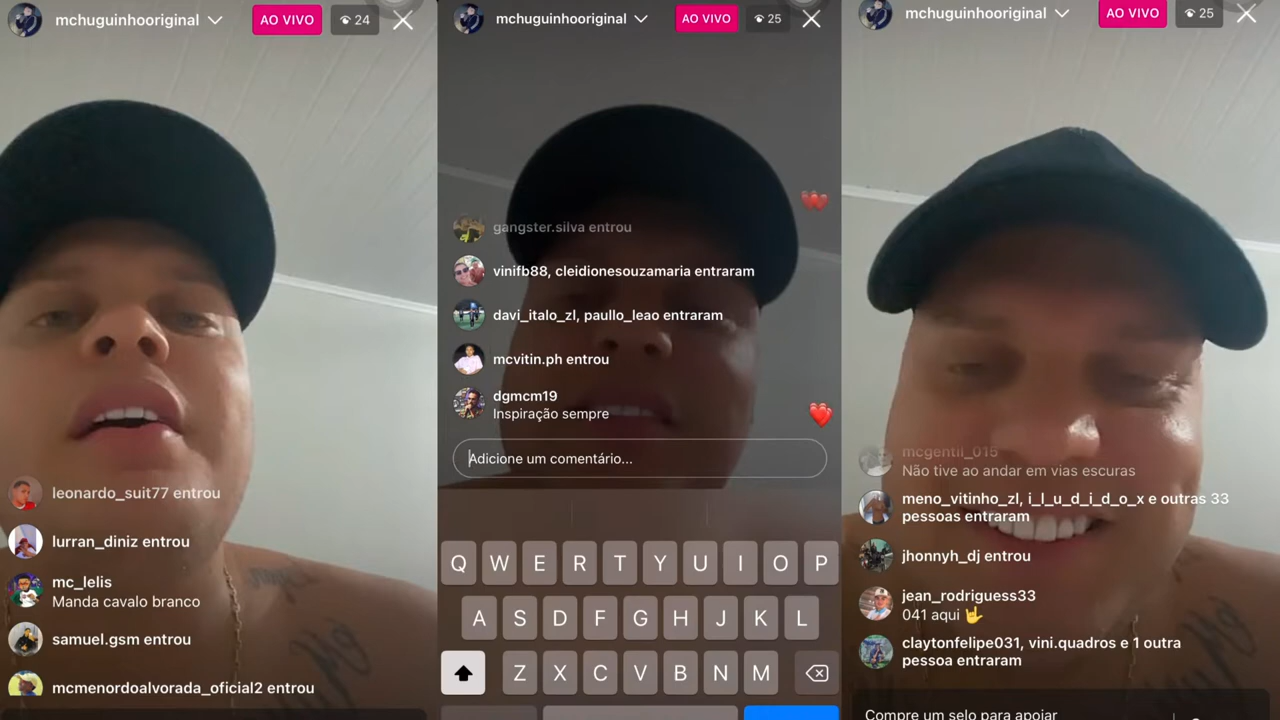 mchuguinhooriginal
AO VIVO
24
leonardo_suit77 entrou
lurran_diniz entrou
mc_lelis
Manda cavalo branco
samuel.gsm entrou
mcmenordoalvorada_oficial2 entrou
mchuguinhooriginal
AO VIVO
25
gangster.silva entrou
vinifb88, cleidionesouzamaria entraram
davi_italo_zl, paullo_leao entraram
mcvitin.ph entrou
dgmcm19
Inspiração sempre
Adicione um comentário...
Q W E R T Y U I O P
A S D F G H J K L
Z X C V B N M
mchuguinhooriginal
AO VIVO
25
mcgentil_015
Não tive ao andar em vias escuras
meno_vitinho_zl, i_l_u_d_i_d_o_x e outras 33
pessoas entraram
jhonnyh_dj entrou
jean_rodriguess33
041 aqui 🤟
claytonfelipe031, vini.quadros e 1 outra
pessoa entraram
Compre um selo para apoiar